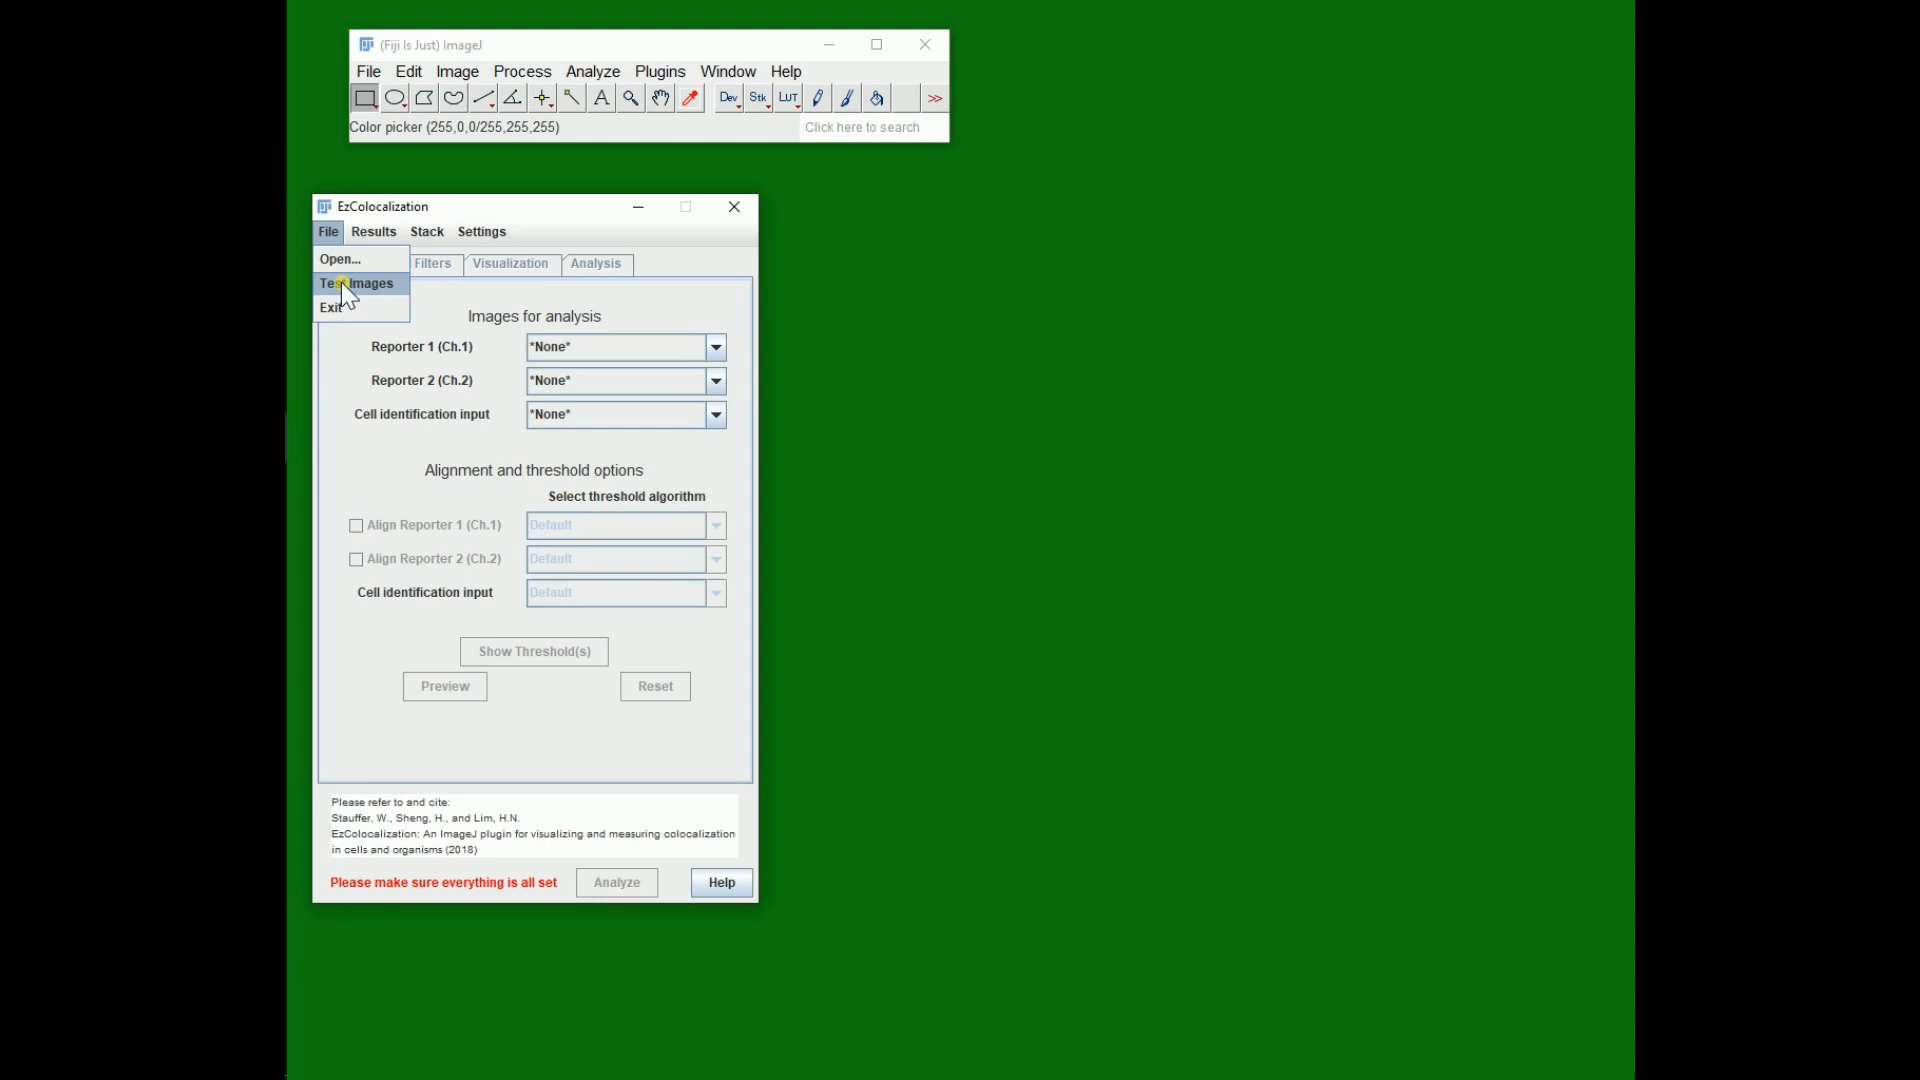 (Fiji Is Just) ImageJ
File Edit Image Process Analyze Plugins Window Help
Dev Stk LUT >>
Color picker (255,0,0/255,255,255)
Click here to search
EzColocalization
File Results Stack Settings
Open...
Test Images
Exit
Filters Visualization Analysis
Images for analysis
Reporter 1 (Ch.1) *None*
Reporter 2 (Ch.2) *None*
Cell identification input *None*
Alignment and threshold options
Select threshold algorithm
Align Reporter 1 (Ch.1) Default
Align Reporter 2 (Ch.2) Default
Cell identification input Default
Show Threshold(s)
Preview Reset
Please refer to and cite:
Stauffer, W., Sheng, H., and Lim, H.N.
EzColocalization: An ImageJ plugin for visualizing and measuring colocalization
in cells and organisms (2018)
Please make sure everything is all set Analyze Help